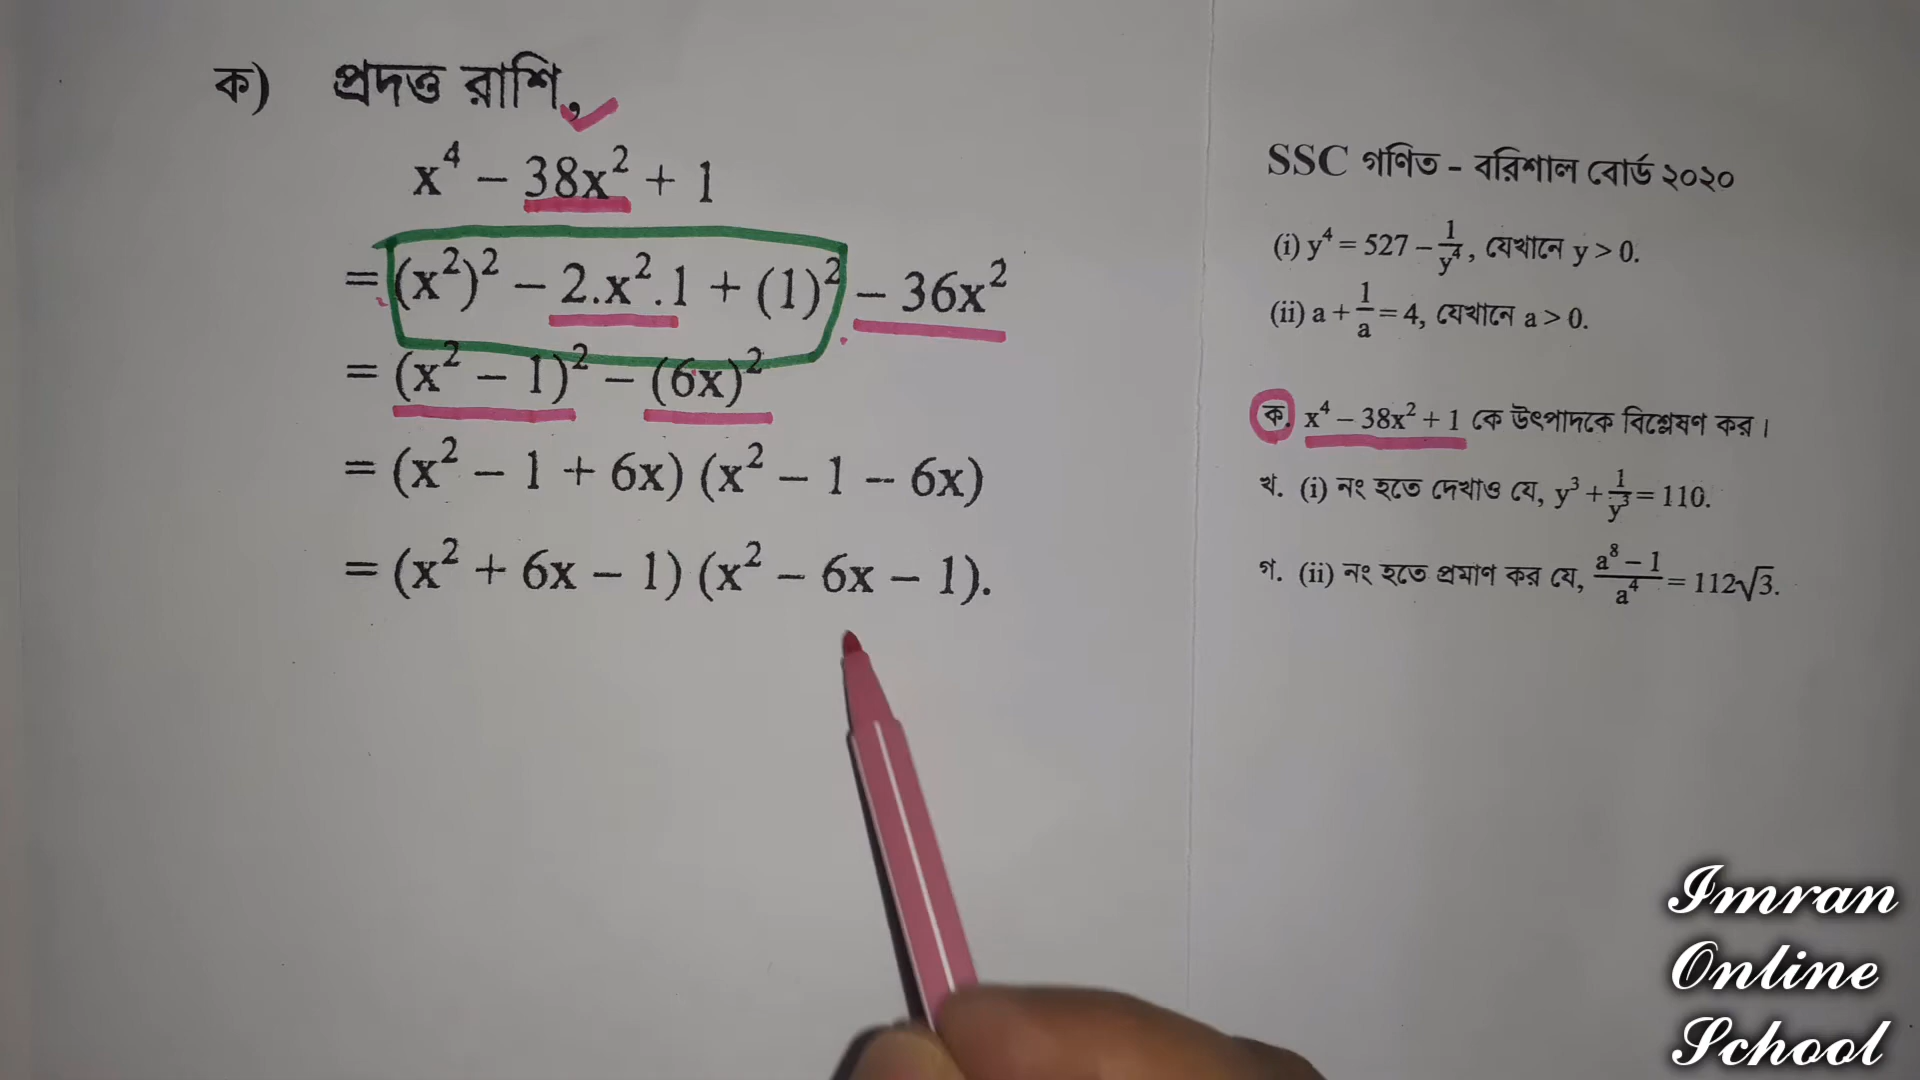 ক) প্রদত্ত রাশি,
x⁴ − 38x² + 1
= (x²)² − 2.x².1 + (1)² − 36x²
= (x² − 1)² − (6x)²
= (x² − 1 + 6x) (x² − 1 − 6x)
= (x² + 6x − 1) (x² − 6x − 1).
SSC গণিত - বরিশাল বোর্ড ২০২০
(i) y⁴ = 527 − 1/y⁴, যেখানে y > 0.
(ii) a + 1/a = 4, যেখানে a > 0.
ক. x⁴ − 38x² + 1 কে উৎপাদকে বিশ্লেষণ কর।
খ. (i) নং হতে দেখাও যে, y³ + 1/y³ = 110.
গ. (ii) নং হতে প্রমাণ কর যে, (a⁸ − 1)/a⁴ = 112√3.
Imran
Online
School